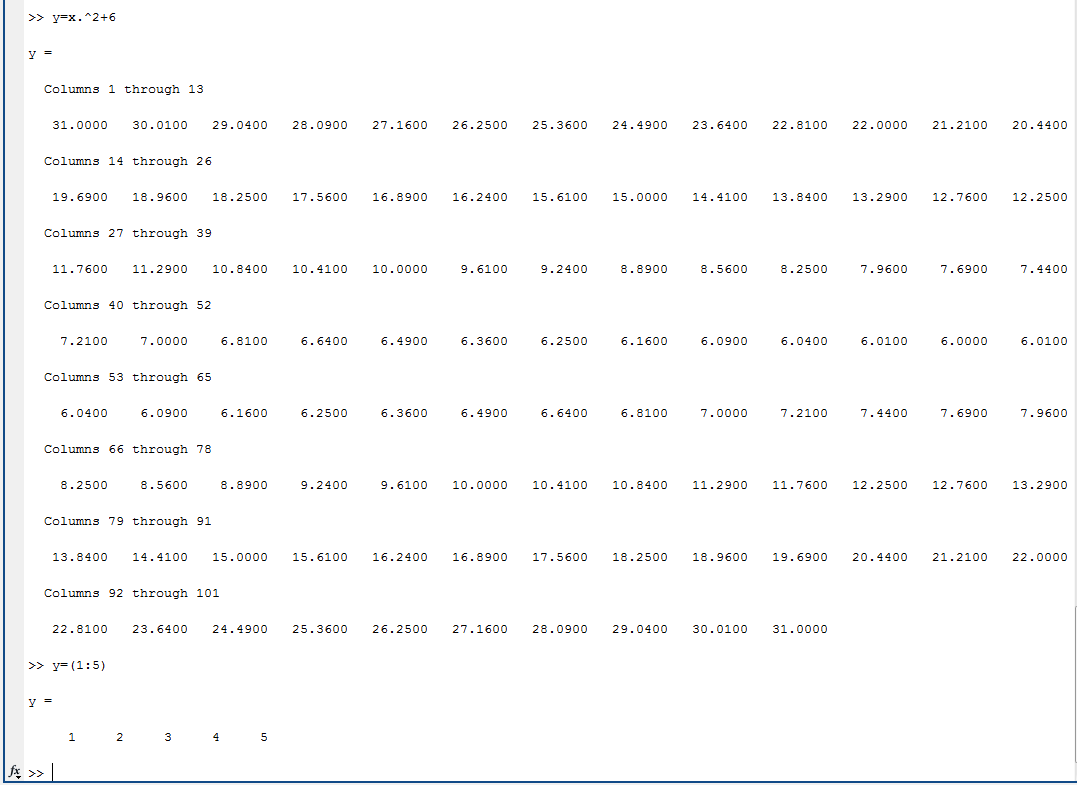 >> y=x.^2+6
y =
Columns 1 through 13
31.0000 30.0100 29.0400 28.0900 27.1600 26.2500 25.3600 24.4900 23.6400 22.8100 22.0000 21.2100 20.4400
Columns 14 through 26
19.6900 18.9600 18.2500 17.5600 16.8900 16.2400 15.6100 15.0000 14.4100 13.8400 13.2900 12.7600 12.2500
Columns 27 through 39
11.7600 11.2900 10.8400 10.4100 10.0000 9.6100 9.2400 8.8900 8.5600 8.2500 7.9600 7.6900 7.4400
Columns 40 through 52
7.2100 7.0000 6.8100 6.6400 6.4900 6.3600 6.2500 6.1600 6.0900 6.0400 6.0100 6.0000 6.0100
Columns 53 through 65
6.0400 6.0900 6.1600 6.2500 6.3600 6.4900 6.6400 6.8100 7.0000 7.2100 7.4400 7.6900 7.9600
Columns 66 through 78
8.2500 8.5600 8.8900 9.2400 9.6100 10.0000 10.4100 10.8400 11.2900 11.7600 12.2500 12.7600 13.2900
Columns 79 through 91
13.8400 14.4100 15.0000 15.6100 16.2400 16.8900 17.5600 18.2500 18.9600 19.6900 20.4400 21.2100 22.0000
Columns 92 through 101
22.8100 23.6400 24.4900 25.3600 26.2500 27.1600 28.0900 29.0400 30.0100 31.0000
>> y=(1:5)
y =
1 2 3 4 5
fx >>